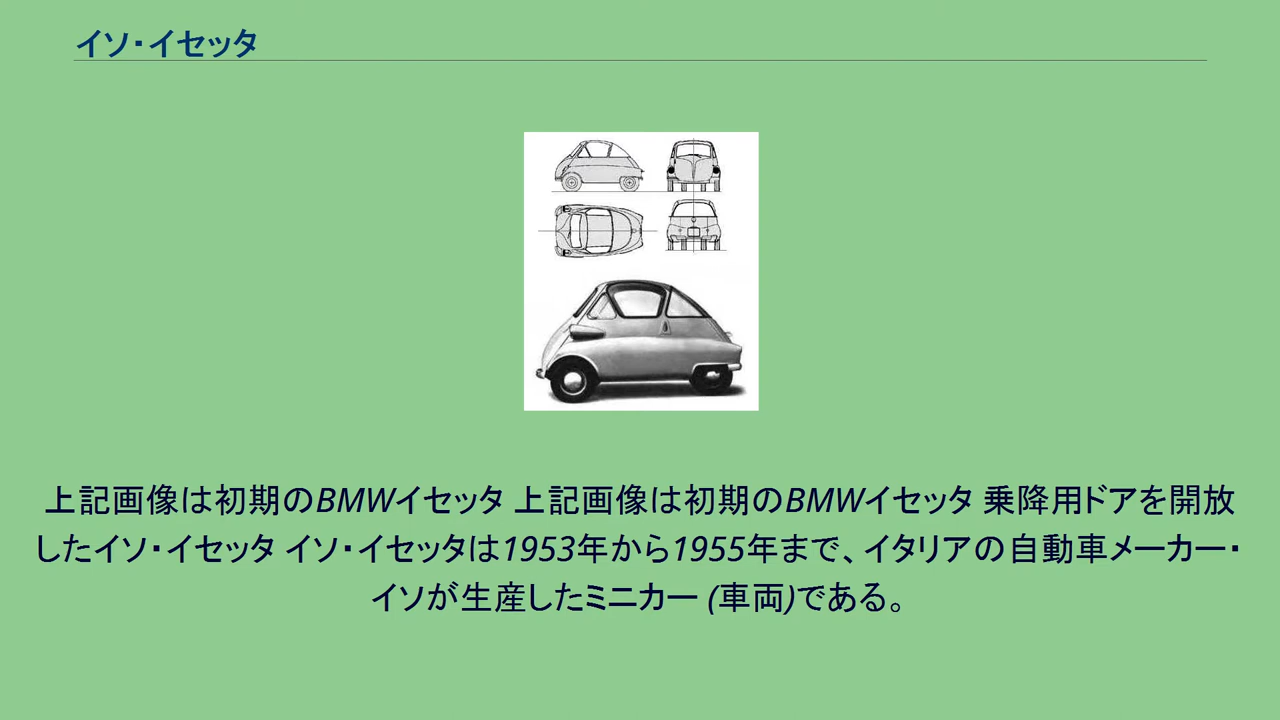 イソ・イセッタ
上記画像は初期のBMWイセッタ 上記画像は初期のBMWイセッタ 乗降用ドアを開放
したイソ・イセッタ イソ・イセッタは1953年から1955年まで、イタリアの自動車メーカー・
イソが生産したミニカー (車両)である。